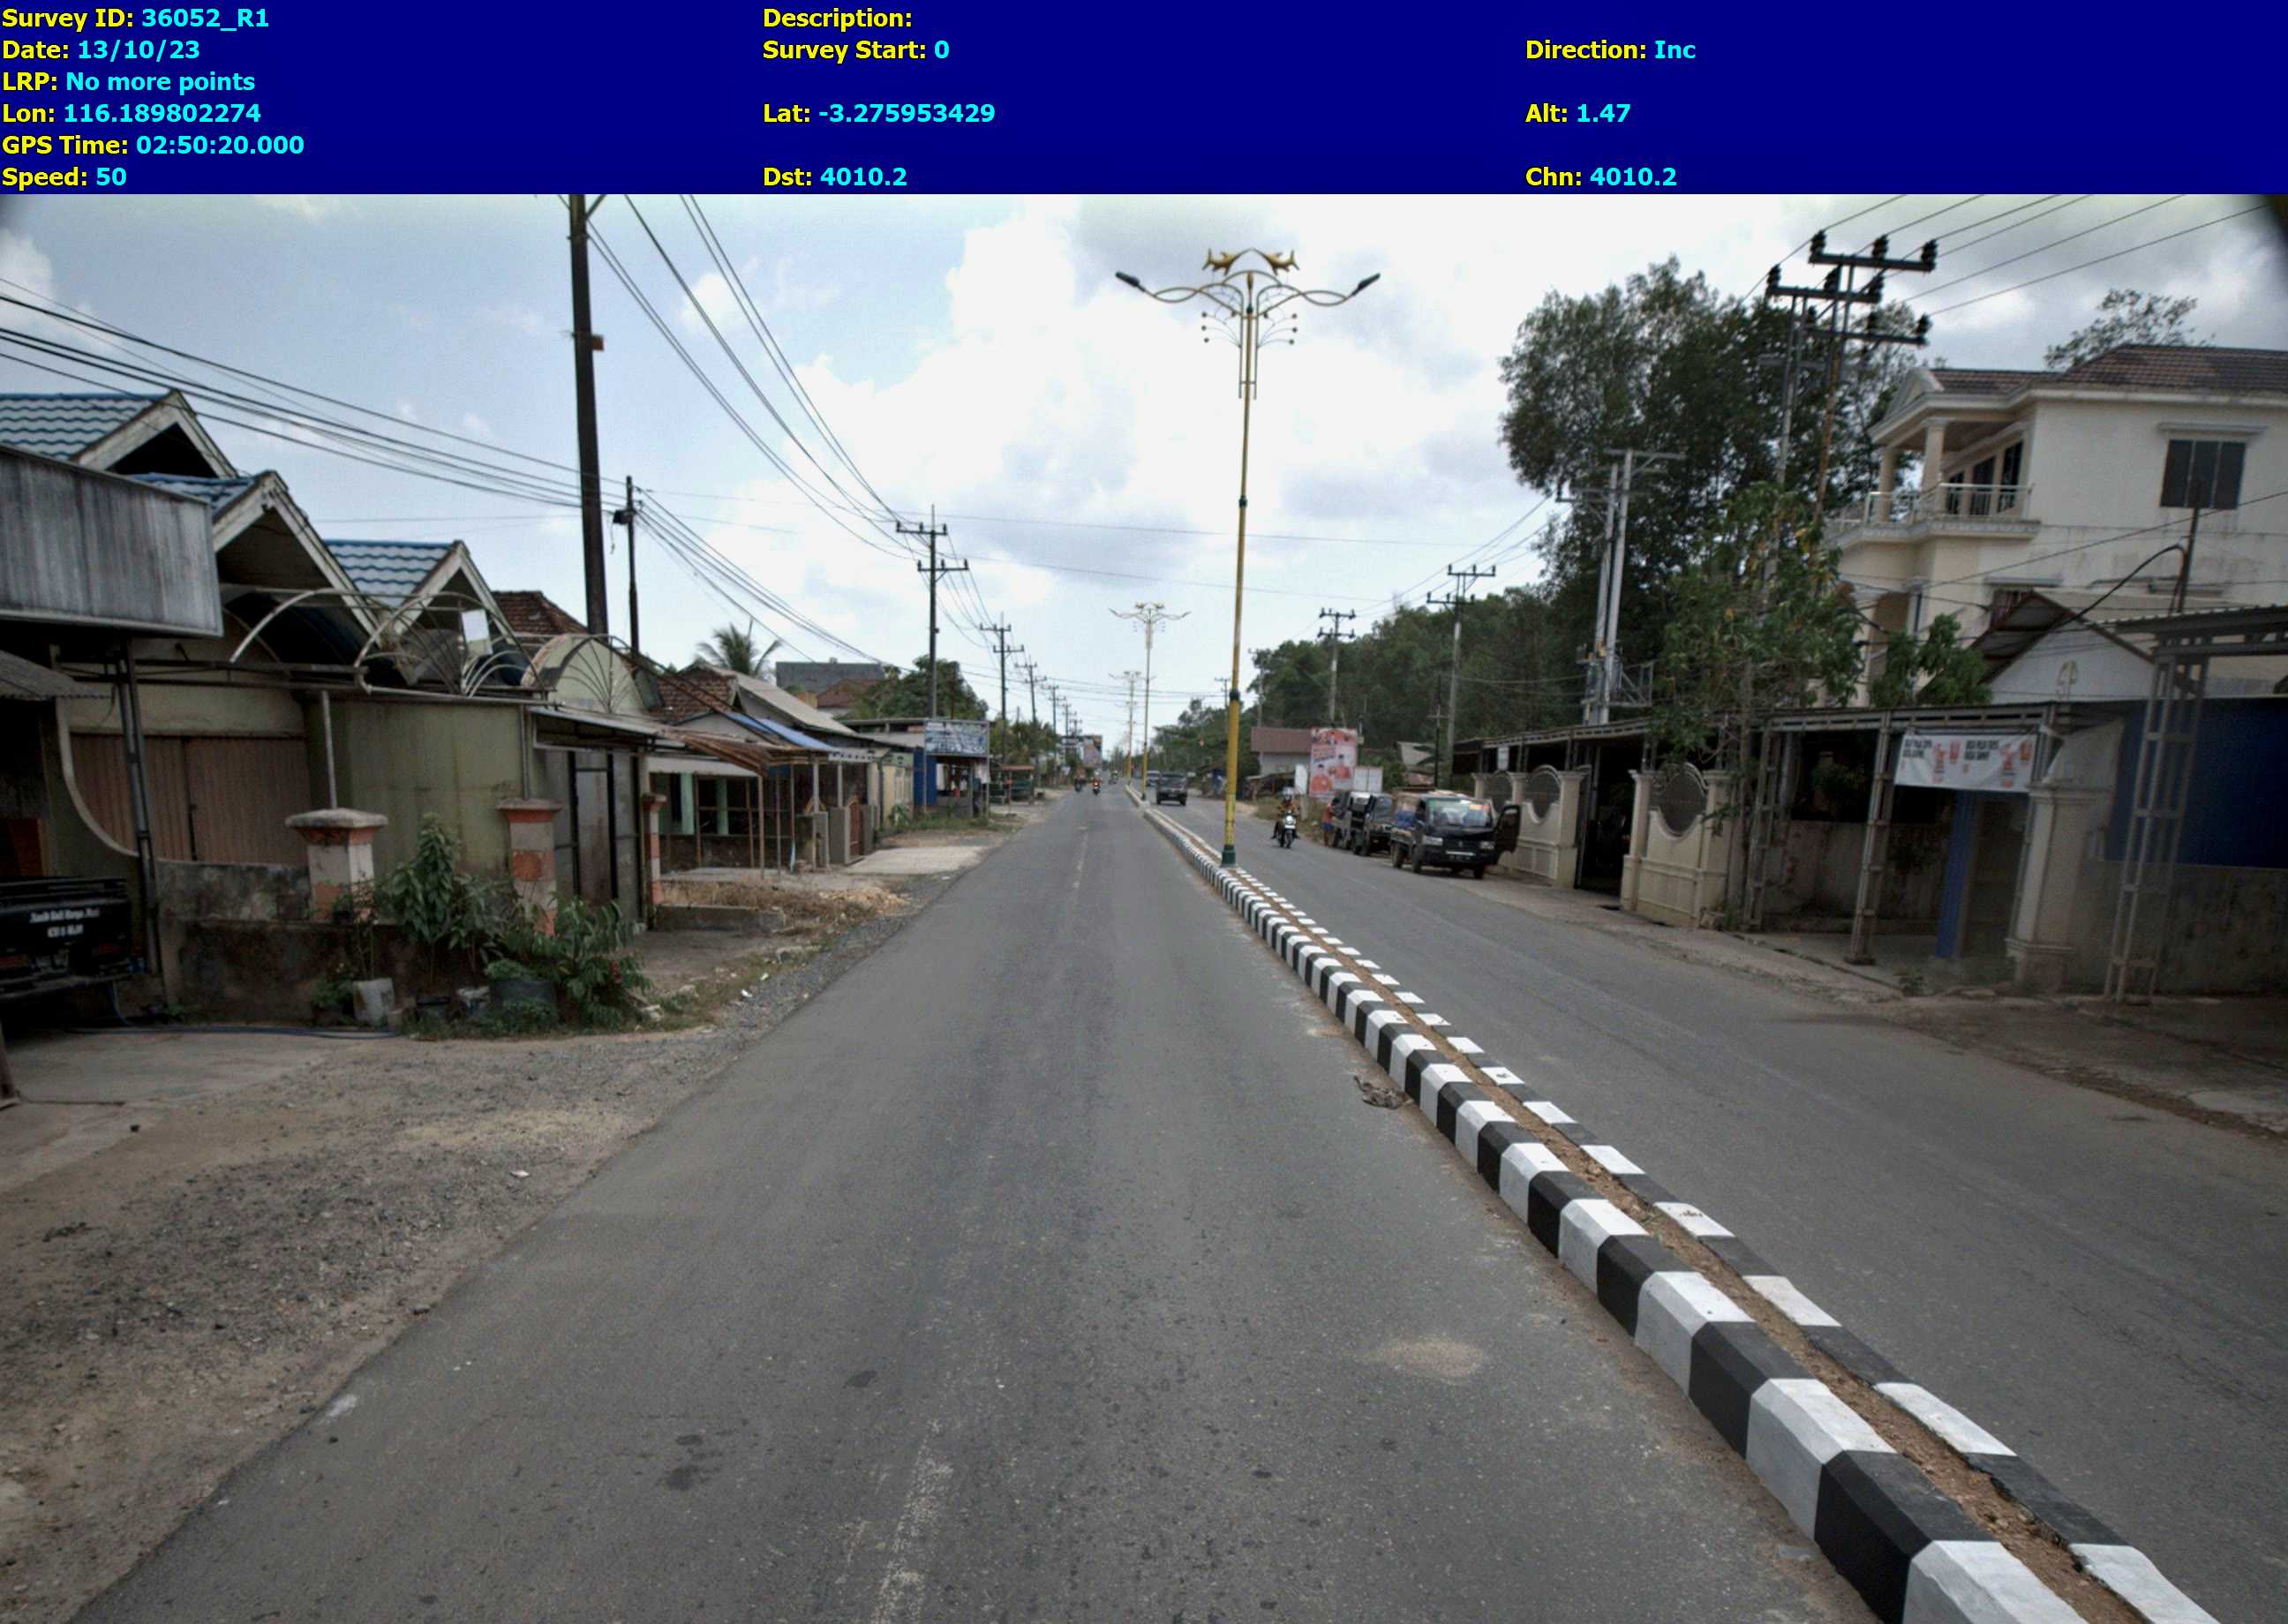 Survey ID: 36052_R1
Description:
Date: 13/10/23
Survey Start: 0
Direction: Inc
LRP: No more points
Lon: 116.189802274
Lat: -3.275953429
Alt: 1.47
GPS Time: 02:50:20.000
Speed: 50
Dst: 4010.2
Chn: 4010.2